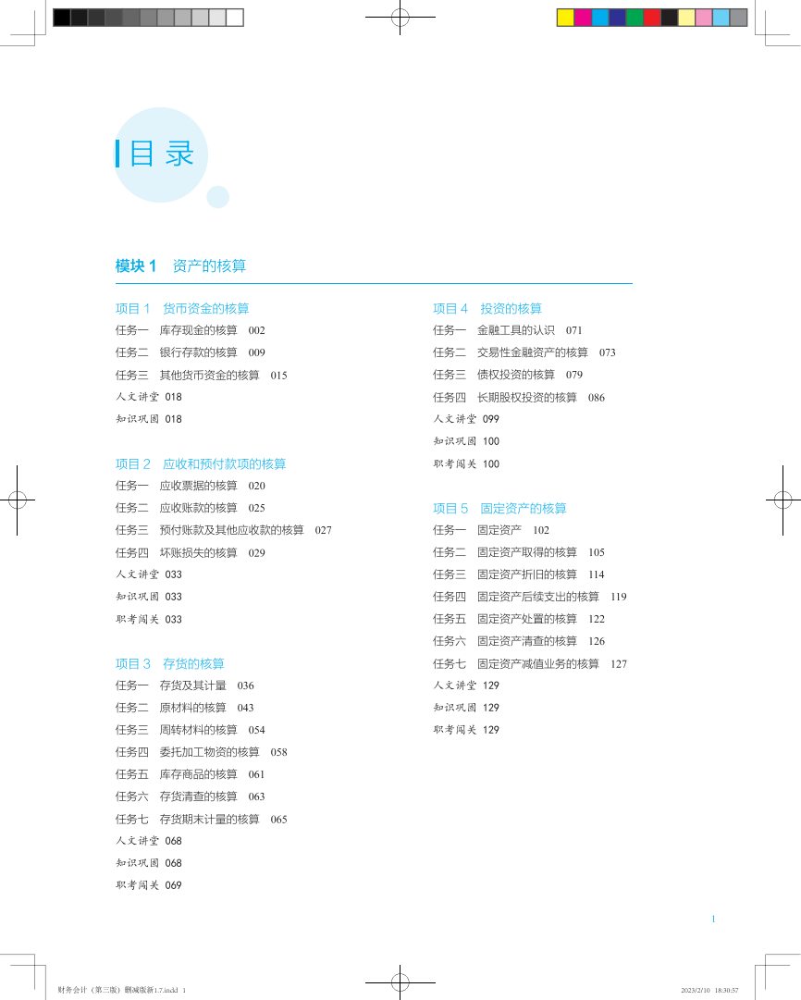 目录
模块 1 资产的核算
项目 1 货币资金的核算
任务一 库存现金的核算 002
任务二 银行存款的核算 009
任务三 其他货币资金的核算 015
人文讲堂 018
知识巩固 018
项目 2 应收和预付款项的核算
任务一 应收票据的核算 020
任务二 应收账款的核算 025
任务三 预付账款及其他应收款的核算 027
任务四 坏账损失的核算 029
人文讲堂 033
知识巩固 033
职考闯关 033
项目 3 存货的核算
任务一 存货及其计量 036
任务二 原材料的核算 043
任务三 周转材料的核算 054
任务四 委托加工物资的核算 058
任务五 库存商品的核算 061
任务六 存货清查的核算 063
任务七 存货期末计量的核算 065
人文讲堂 068
知识巩固 068
职考闯关 069
项目 4 投资的核算
任务一 金融工具的认识 071
任务二 交易性金融资产的核算 073
任务三 债权投资的核算 079
任务四 长期股权投资的核算 086
人文讲堂 099
知识巩固 100
职考闯关 100
项目 5 固定资产的核算
任务一 固定资产 102
任务二 固定资产取得的核算 105
任务三 固定资产折旧的核算 114
任务四 固定资产后续支出的核算 119
任务五 固定资产处置的核算 122
任务六 固定资产清查的核算 126
任务七 固定资产减值业务的核算 127
人文讲堂 129
知识巩固 129
职考闯关 129
1
财务会计（第三版）删减版新1.7.indd 1
2023/2/10 18:30:57